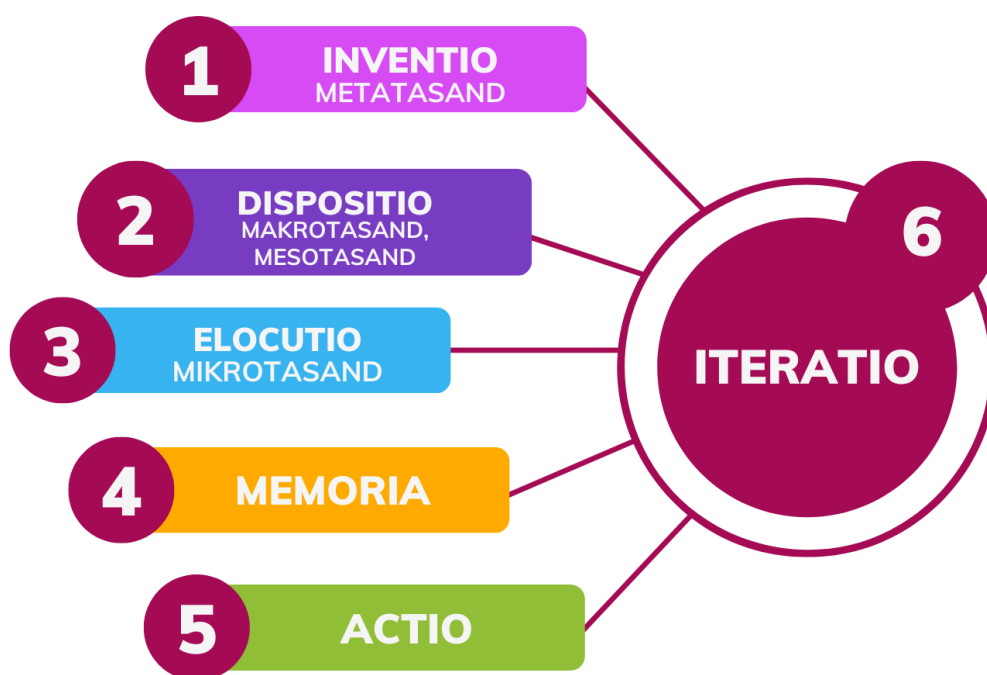 1
INVENTIO
METATASAND
2
DISPOSITIO
MAKROTASAND,
MESOTASAND
3
ELOCUTIO
MIKROTASAND
4
MEMORIA
5
ACTIO
6
ITERATIO